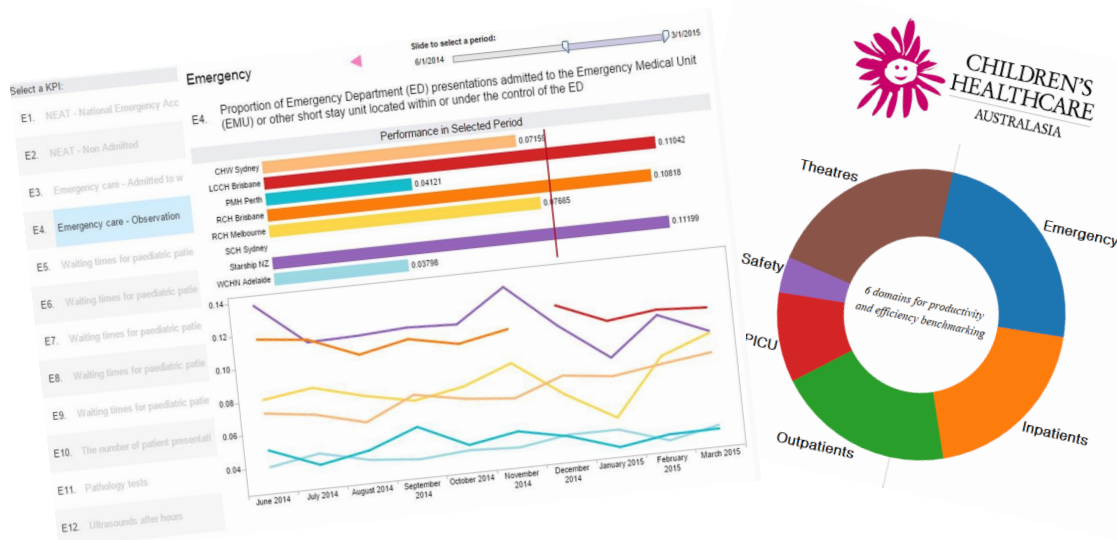 Slide to select a period:
6/1/2014
3/1/2015
Select a KPI:
E1. NEAT - National Emergency Acc
E2. NEAT - Non Admitted
E3. Emergency care - Admitted to w
E4. Emergency care - Observation
E5. Waiting times for paediatric patie
E6. Waiting times for paediatric patie
E7. Waiting times for paediatric patie
E8. Waiting times for paediatric patie
E9. Waiting times for paediatric patie
E10. The number of patient presentati
E11. Pathology tests
E12. Ultrasounds after hours
Emergency
E4. Proportion of Emergency Department (ED) presentations admitted to the Emergency Medical Unit
(EMU) or other short stay unit located within or under the control of the ED
Performance in Selected Period
CHW Sydney 0.07159
LCCH Brisbane 0.11042
PMH Perth 0.04121
RCH Brisbane 0.10818
RCH Melbourne 0.07665
SCH Sydney
Starship NZ 0.11199
WCHN Adelaide 0.03798
0.14
0.12
0.10
0.08
0.06
0.04
June 2014
July 2014
August 2014
September
2014
October 2014
November
2014
December
2014
January 2015
February
2015
March 2015
CHILDREN'S
HEALTHCARE
AUSTRALASIA
Theatres
Emergency
Safety
PICU
Outpatients
Inpatients
6 domains for productivity
and efficiency benchmarking